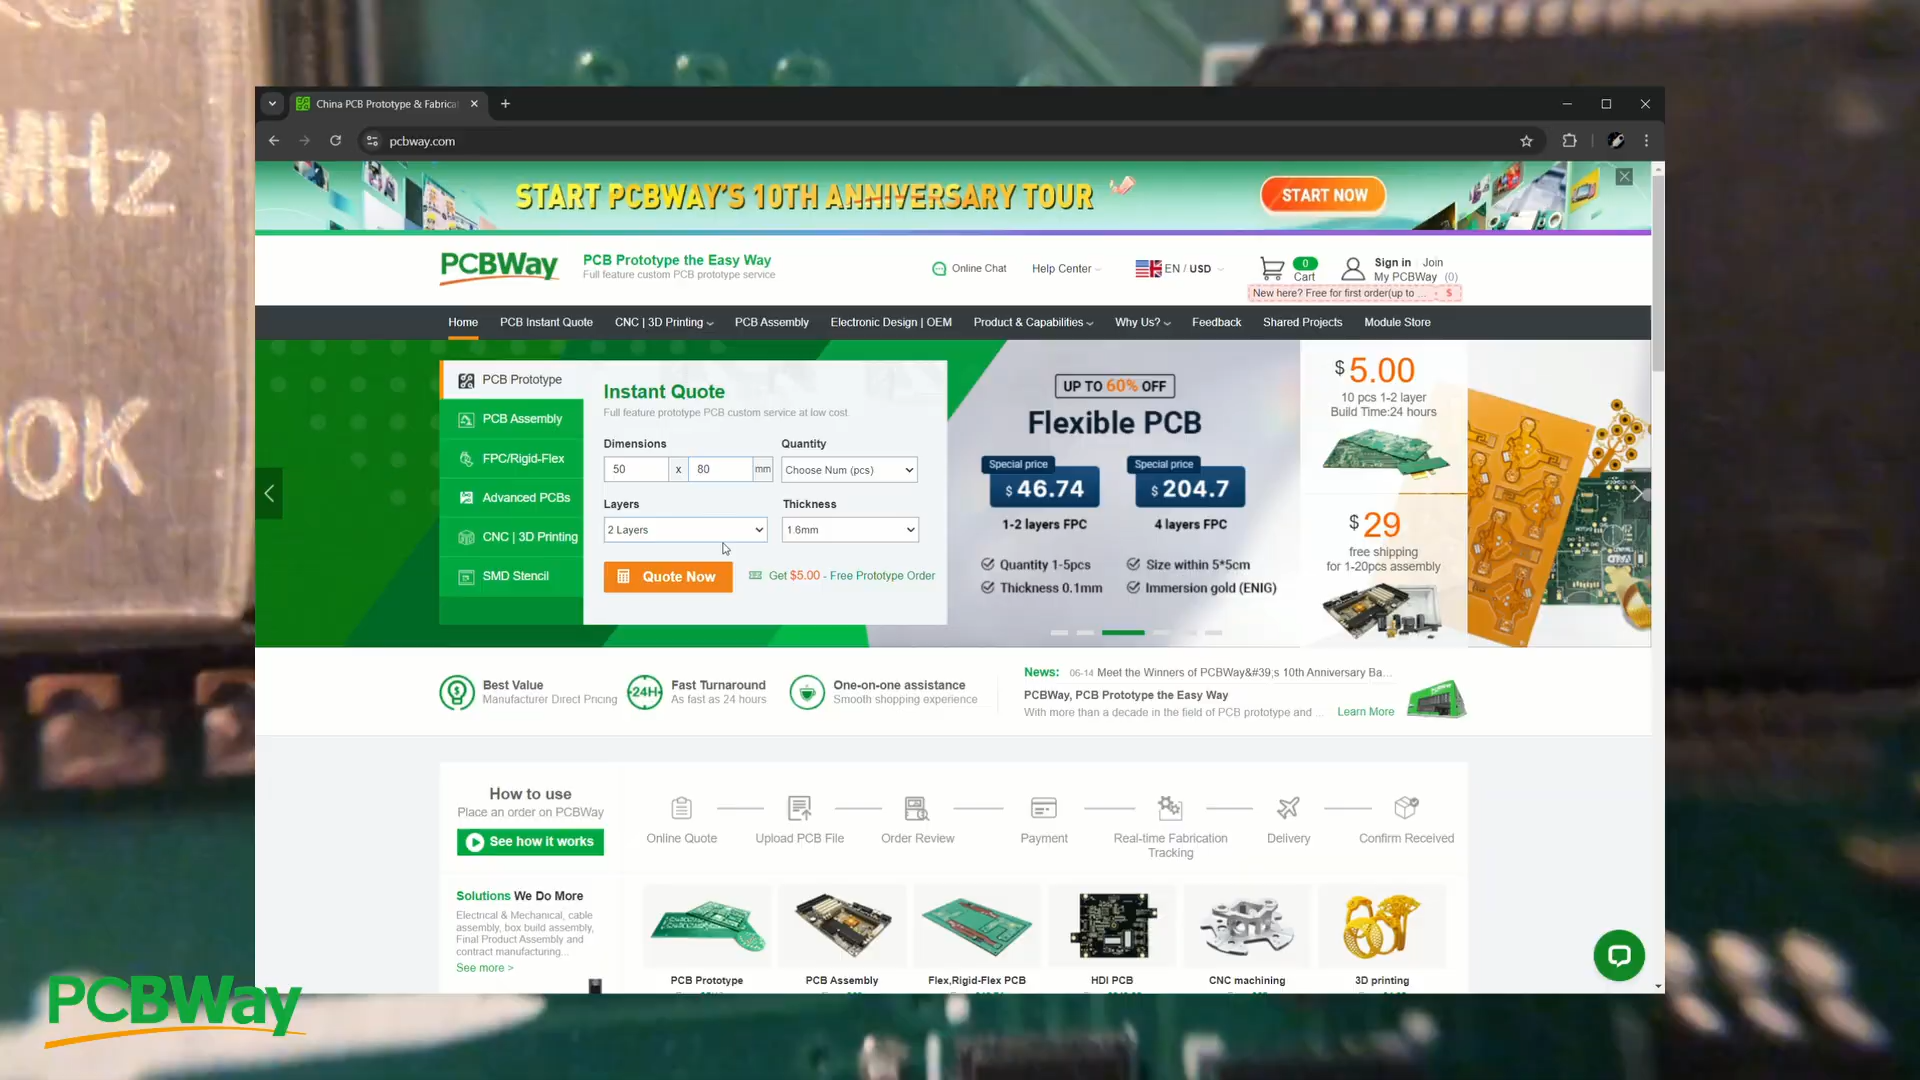 MHz
OK
China PCB Prototype & Fabrica
pcbway.com
START PCBWAY'S 10TH ANNIVERSARY TOUR
START NOW
PCBWay
PCB Prototype the Easy Way
Full feature custom PCB prototype service
Online Chat
Help Center
EN / USD
0
Cart
Sign in
Join
My PCBWay (0)
New here? Free for first order(up to ...
$
Home
PCB Instant Quote
CNC | 3D Printing
PCB Assembly
Electronic Design | OEM
Product & Capabilities
Why Us?
Feedback
Shared Projects
Module Store
PCB Prototype
PCB Assembly
FPC/Rigid-Flex
Advanced PCBs
CNC | 3D Printing
SMD Stencil
Instant Quote
Full feature prototype PCB custom service at low cost.
Dimensions
Quantity
50 x 80 mm
Choose Num (pcs)
Layers
Thickness
2 Layers
1.6mm
Quote Now
Get $5.00 - Free Prototype Order
UP TO 60% OFF
Flexible PCB
Special price
$ 46.74
1-2 layers FPC
Special price
$ 204.7
4 layers FPC
Quantity 1-5pcs
Size within 5*5cm
Thickness 0.1mm
Immersion gold (ENIG)
$ 5.00
10 pcs 1-2 layer
Build Time:24 hours
$ 29
free shipping
for 1-20pcs assembly
Best Value
Manufacturer Direct Pricing
24H
Fast Turnaround
As fast as 24 hours
One-on-one assistance
Smooth shopping experience
News: 06-14 Meet the Winners of PCBWay&#39;s 10th Anniversary Ba...
PCBWay, PCB Prototype the Easy Way
With more than a decade in the field of PCB prototype and ...
Learn More
How to use
Place an order on PCBWay
See how it works
Online Quote
Upload PCB File
Order Review
Payment
Real-time Fabrication
Tracking
Delivery
Confirm Received
Solutions We Do More
Electrical & Mechanical, cable
assembly, box build assembly,
Final Product Assembly and
contract manufacturing...
See more >
PCB Prototype
PCB Assembly
Flex,Rigid-Flex PCB
HDI PCB
CNC machining
3D printing
PCBWay